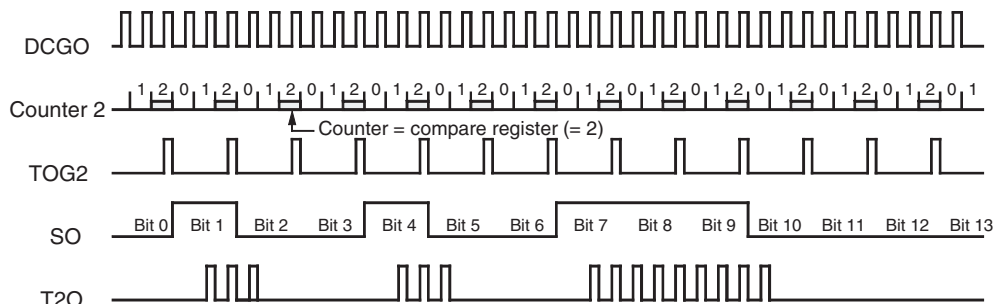 DCGO
1 2 0 1 2 0 1 2 0 1 2 0 1 2 0 1 2 0 1 2 0 1 2 0 1 2 0 1 2 0 1 2 0 1 2 0 1 2 0 1
Counter 2
Counter = compare register (= 2)
TOG2
SO
Bit 0 Bit 1 Bit 2 Bit 3 Bit 4 Bit 5 Bit 6 Bit 7 Bit 8 Bit 9 Bit 10 Bit 11 Bit 12 Bit 13
T2O